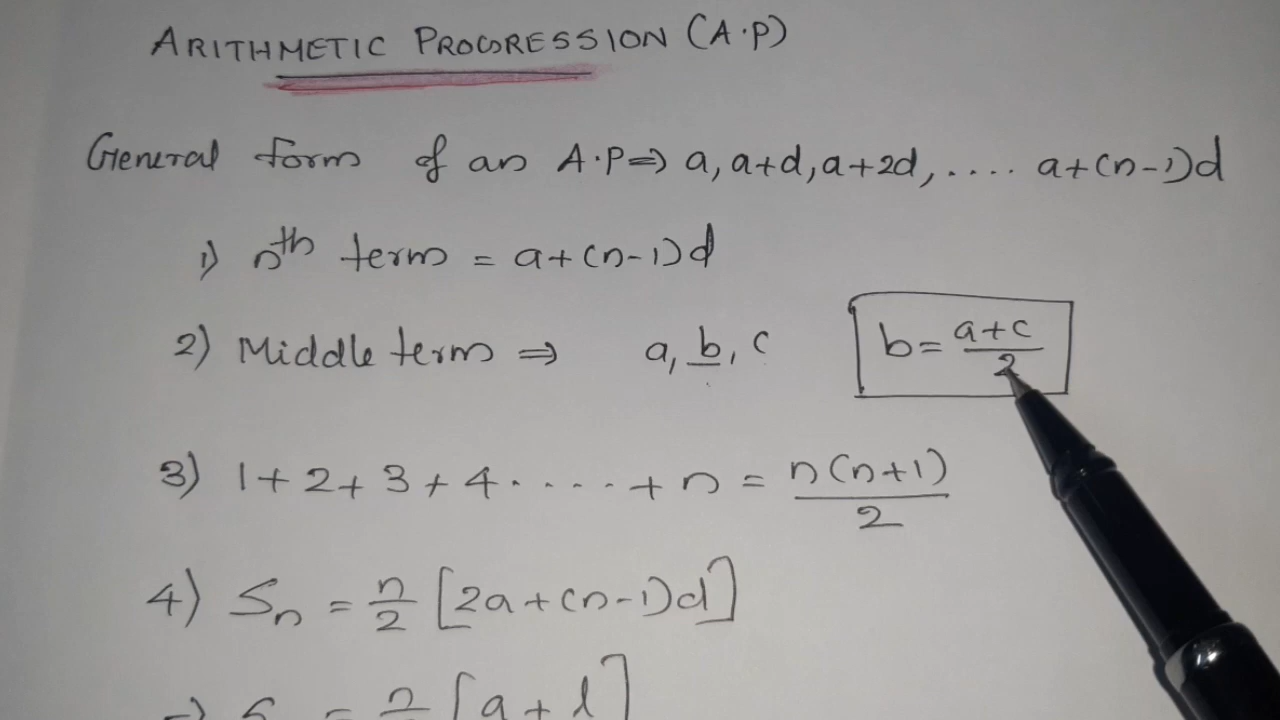 ARITHMETIC PROGRESSION (A.P)
General form of an A.P ⇒ a, a+d, a+2d, .... a+(n-1)d
1) nth term = a+(n-1)d
2) Middle term ⇒ a, b, c b = a+c/2
3) 1+2+3+4.....+n = n(n+1)/2
4) Sn = n/2 [2a+(n-1)d]
= n/2 [a+l]